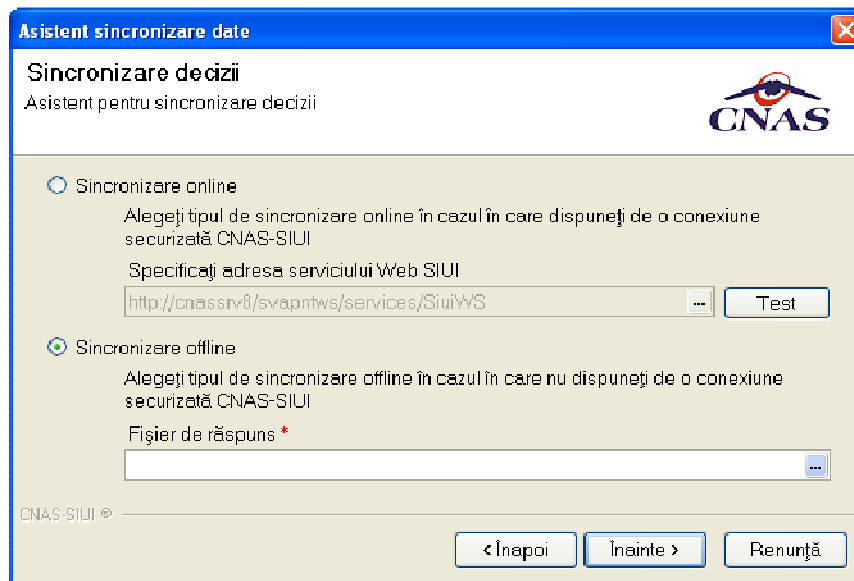 Asistent sincronizare date
Sincronizare decizii
Asistent pentru sincronizare decizii
CNAS
Sincronizare online
Alegeţi tipul de sincronizare online în cazul în care dispuneţi de o conexiune
securizată CNAS-SIUI
Specificaţi adresa serviciului Web SIUI
http://cnassrv8/svapntws/services/SiuiWS
...
Test
Sincronizare offline
Alegeţi tipul de sincronizare offline în cazul în care nu dispuneţi de o conexiune
securizată CNAS-SIUI
Fişier de răspuns *
...
CNAS-SIUI ®
< Înapoi
Înainte >
Renunţă